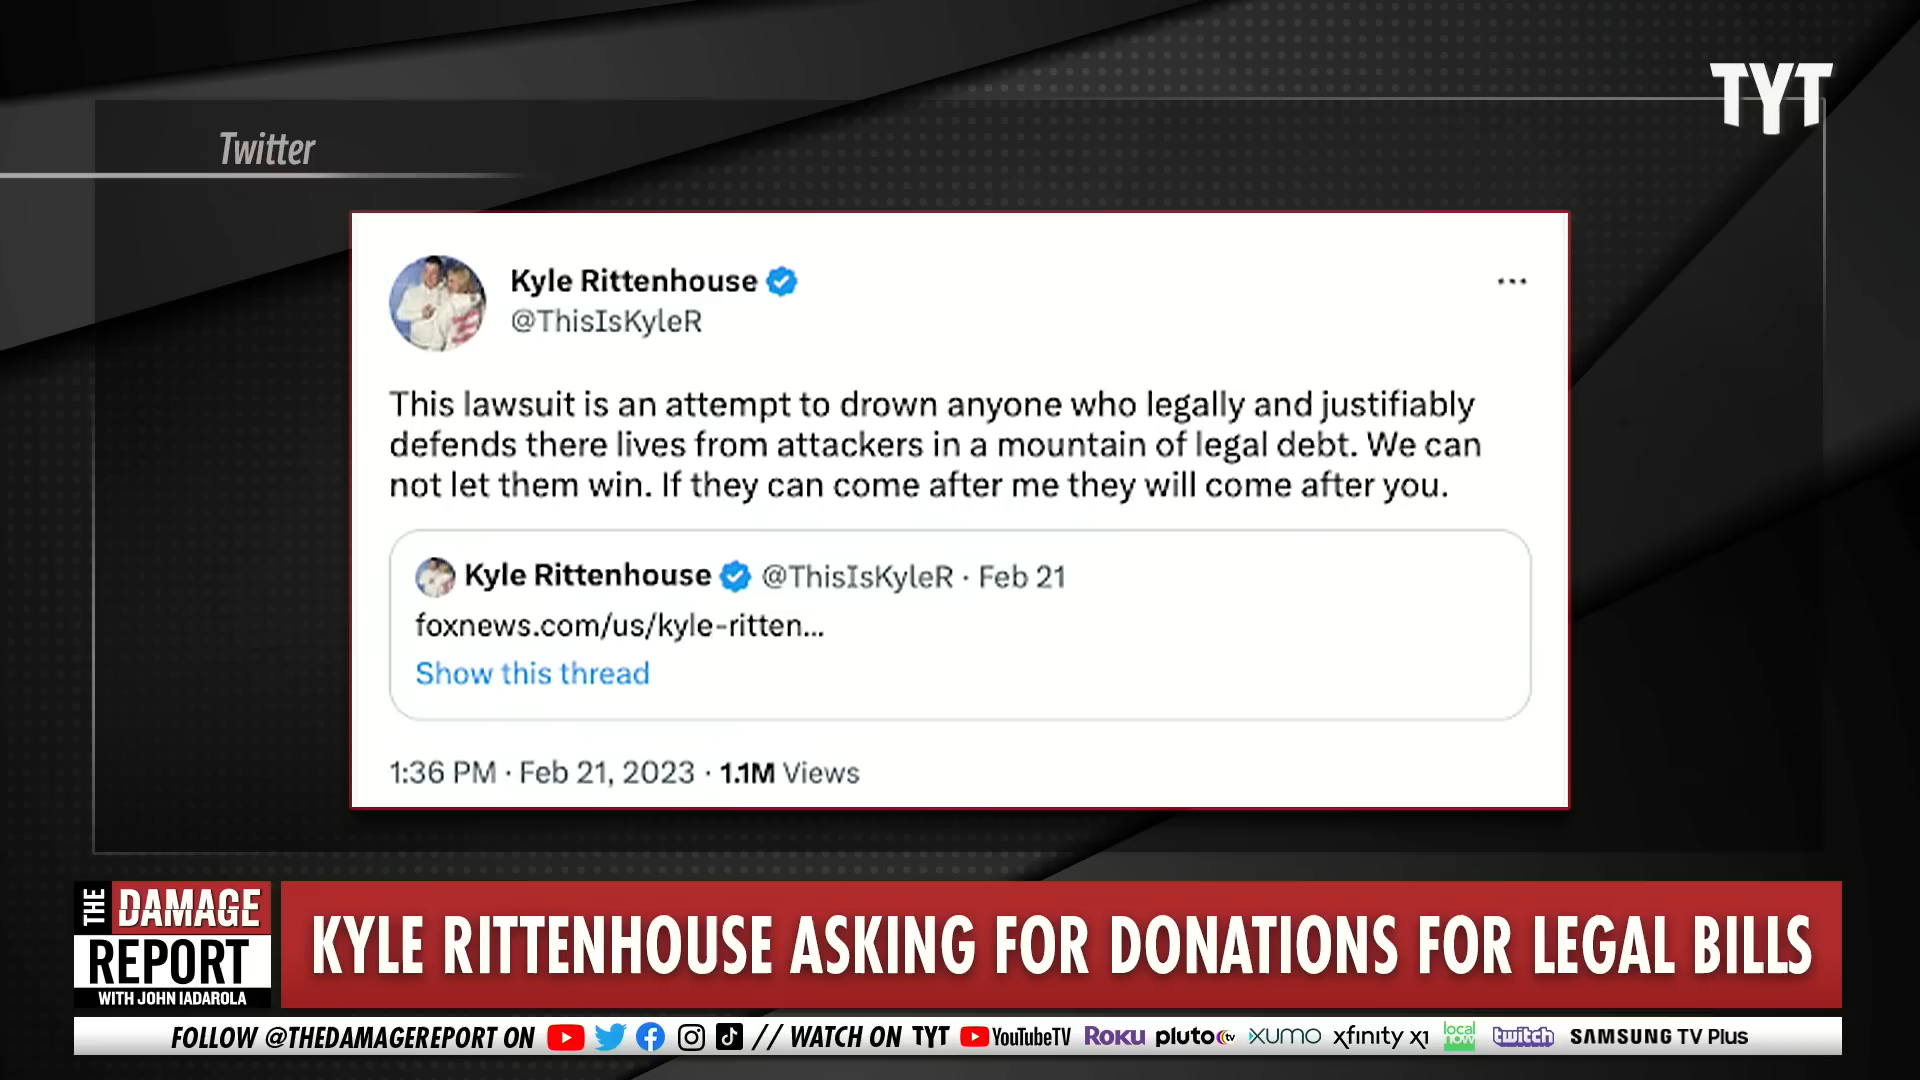 TYT
Twitter
Kyle Rittenhouse
@ThisIsKyleR
This lawsuit is an attempt to drown anyone who legally and justifiably
defends there lives from attackers in a mountain of legal debt. We can
not let them win. If they can come after me they will come after you.
Kyle Rittenhouse @ThisIsKyleR · Feb 21
foxnews.com/us/kyle-ritten...
Show this thread
1:36 PM · Feb 21, 2023 · 1.1M Views
THE DAMAGE
REPORT
WITH JOHN IADAROLA
KYLE RITTENHOUSE ASKING FOR DONATIONS FOR LEGAL BILLS
FOLLOW @THEDAMAGEREPORT ON // WATCH ON TYT YouTubeTV ROKU pluto tv XUMO xfinity x1 local now twitch SAMSUNG TV Plus